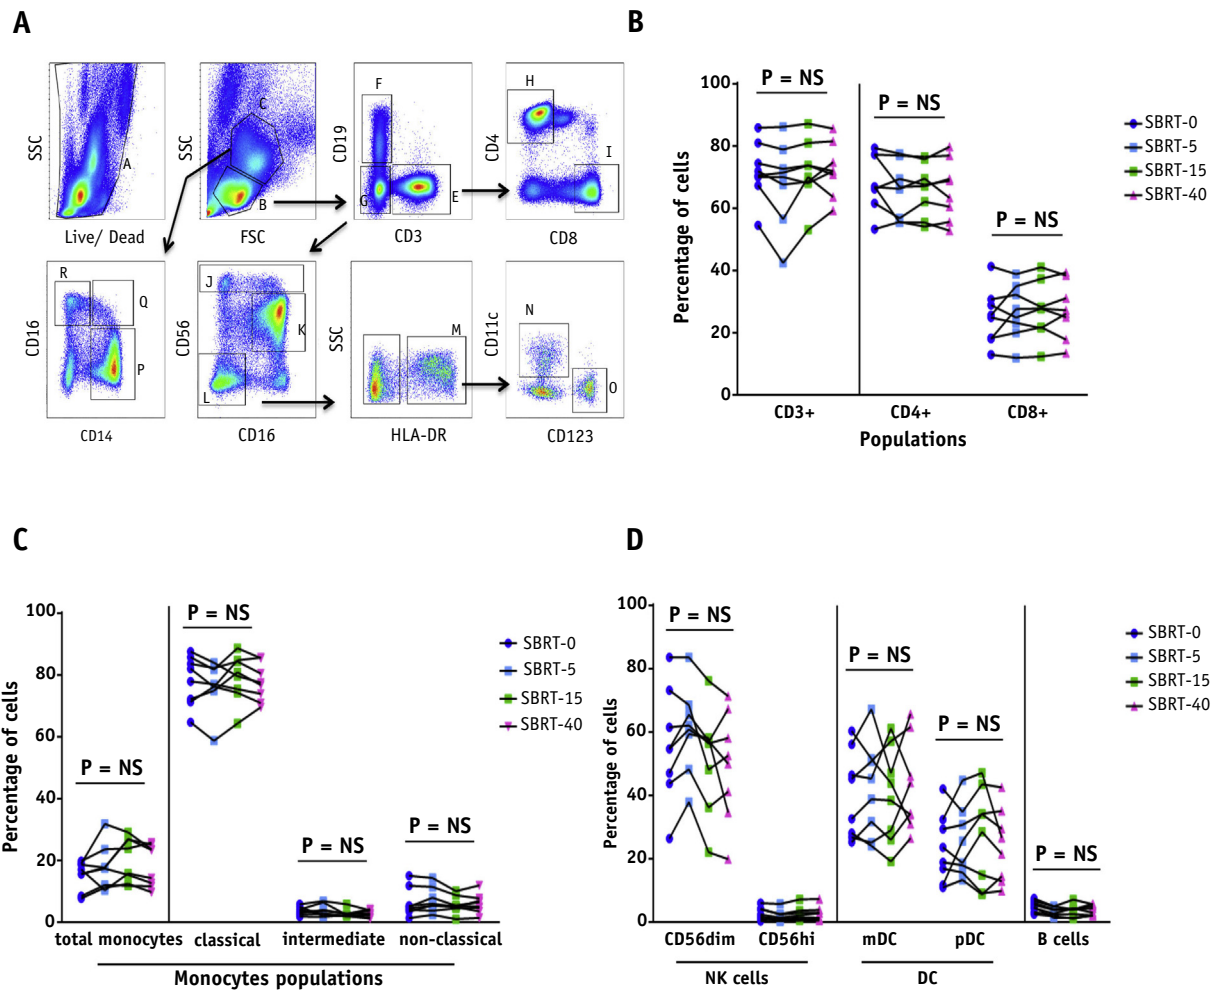 A
SSC
A
Live/ Dead
SSC
C
B
FSC
CD19
F
G
E
CD3
CD4
H
I
CD8
CD16
R
Q
P
CD14
CD56
J
K
L
CD16
SSC
M
HLA-DR
CD11c
N
O
CD123
B
Percentage of cells
100
80
60
40
20
0
P = NS
P = NS
P = NS
CD3+
CD4+
CD8+
Populations
SBRT-0
SBRT-5
SBRT-15
SBRT-40
C
Percentage of cells
100
80
60
40
20
0
P = NS
P = NS
P = NS
P = NS
total monocytes
classical
intermediate
non-classical
Monocytes populations
SBRT-0
SBRT-5
SBRT-15
SBRT-40
D
Percentage of cells
100
80
60
40
20
0
P = NS
P = NS
P = NS
P = NS
CD56dim
CD56hi
mDC
pDC
B cells
NK cells
DC
SBRT-0
SBRT-5
SBRT-15
SBRT-40